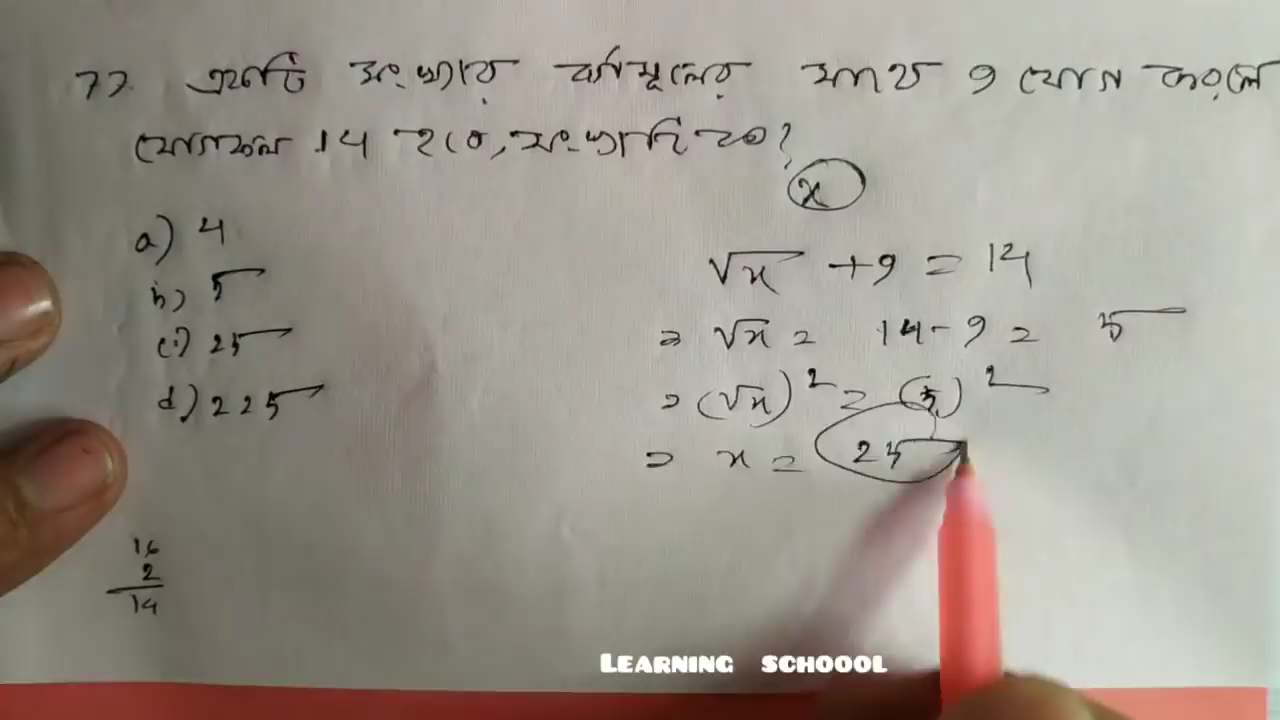 77. একটি সংখ্যার বর্গমূলের সাথে 9 যোগ করলে
যোগফল 14 হবে, সংখ্যাটি কত?
x
a) 4
b) 5
c) 25
d) 225
√x + 9 = 14
⇒ √x = 14 - 9 = 5
⇒ (√x)² = (5)²
⇒ x = 25
16
2
14
LEARNING SCHOOOL